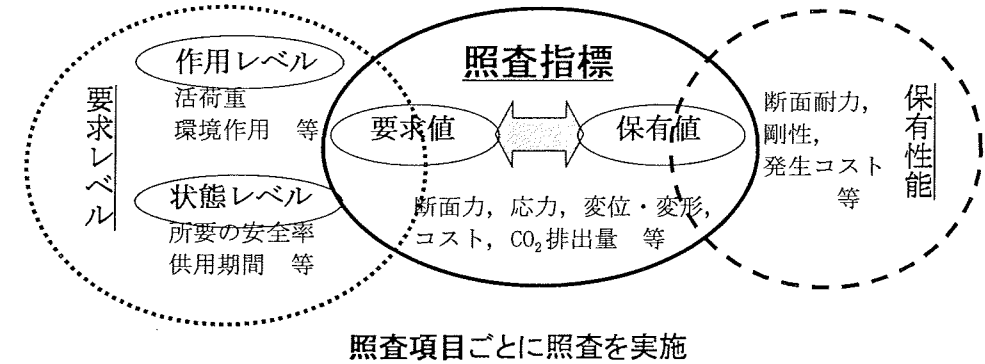 要求レベル
作用レベル
活荷重
環境作用 等
状態レベル
所要の安全率
供用期間 等
照査指標
要求値
保有値
断面力，応力，変位・変形，
コスト，CO₂排出量 等
断面耐力，
剛性，
発生コスト
等
保有性能
照査項目ごとに照査を実施